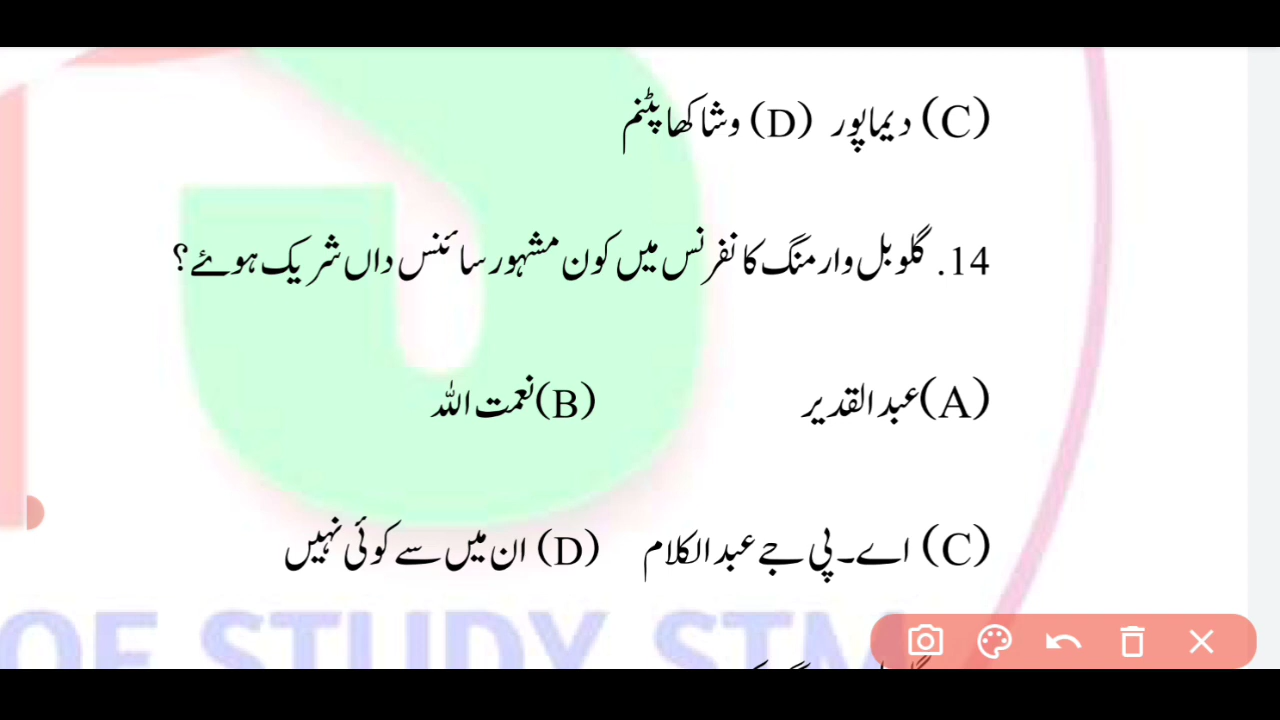 (C) دیماپور (D) وشاکھاپٹنم
14. گلوبل وارمنگ کانفرنس میں کون مشہور سائنس داں شریک ہوئے؟
(A)عبدالقدیر (B)نعمت اللہ
(C) اے۔پی جے عبدالکلام (D) ان میں سے کوئی نہیں
OF STUDY STM